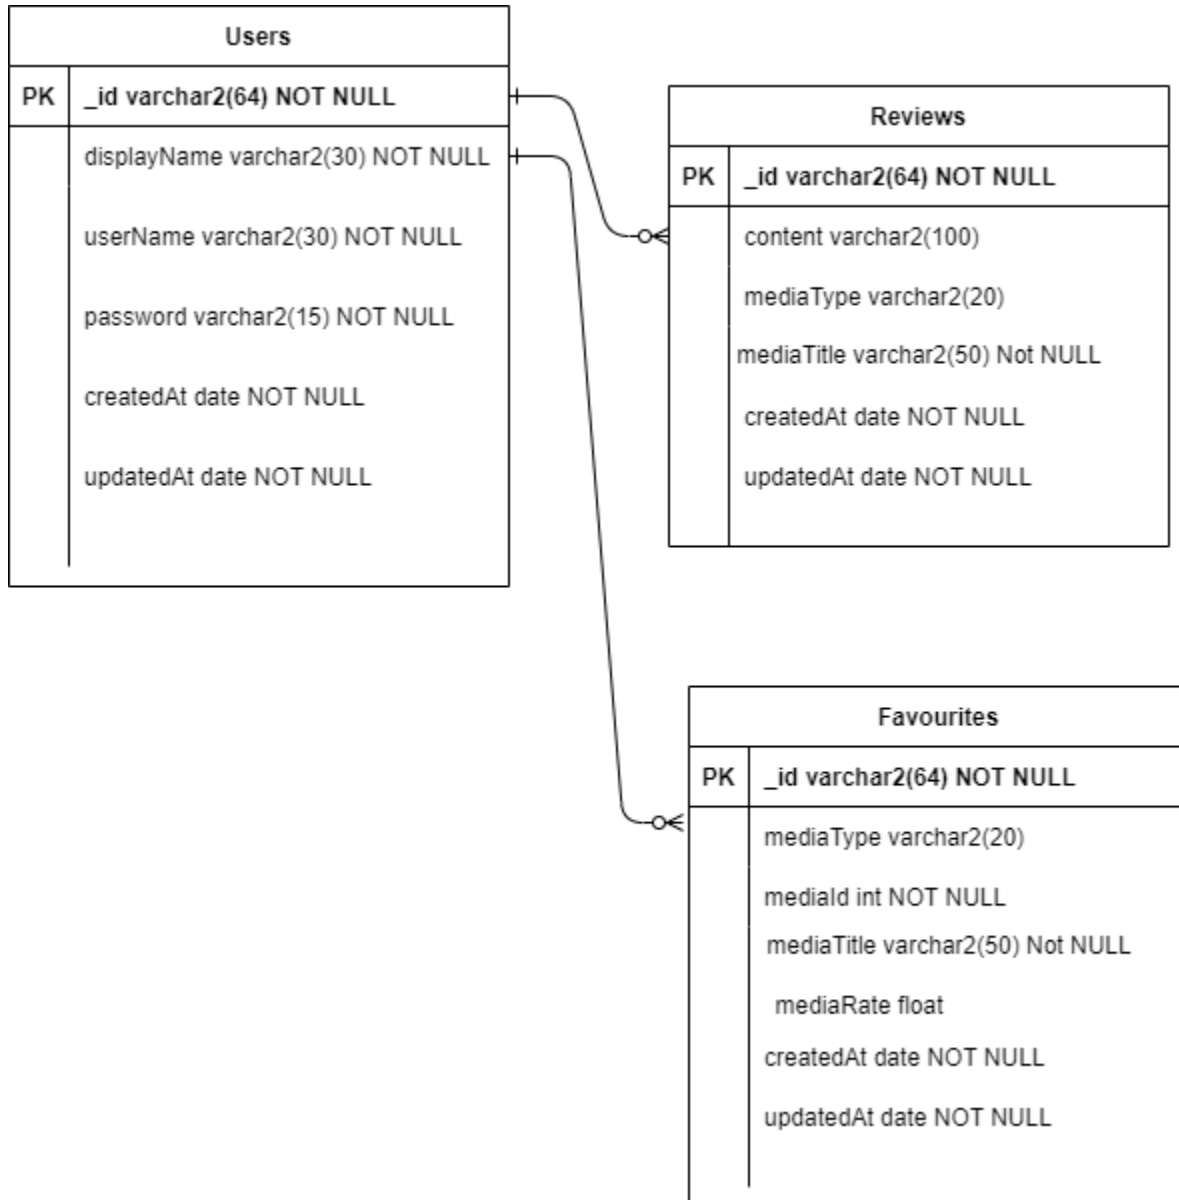 Users
PK _id varchar2(64) NOT NULL
displayName varchar2(30) NOT NULL
userName varchar2(30) NOT NULL
password varchar2(15) NOT NULL
createdAt date NOT NULL
updatedAt date NOT NULL
Reviews
PK _id varchar2(64) NOT NULL
content varchar2(100)
mediaType varchar2(20)
mediaTitle varchar2(50) Not NULL
createdAt date NOT NULL
updatedAt date NOT NULL
Favourites
PK _id varchar2(64) NOT NULL
mediaType varchar2(20)
mediaId int NOT NULL
mediaTitle varchar2(50) Not NULL
mediaRate float
createdAt date NOT NULL
updatedAt date NOT NULL